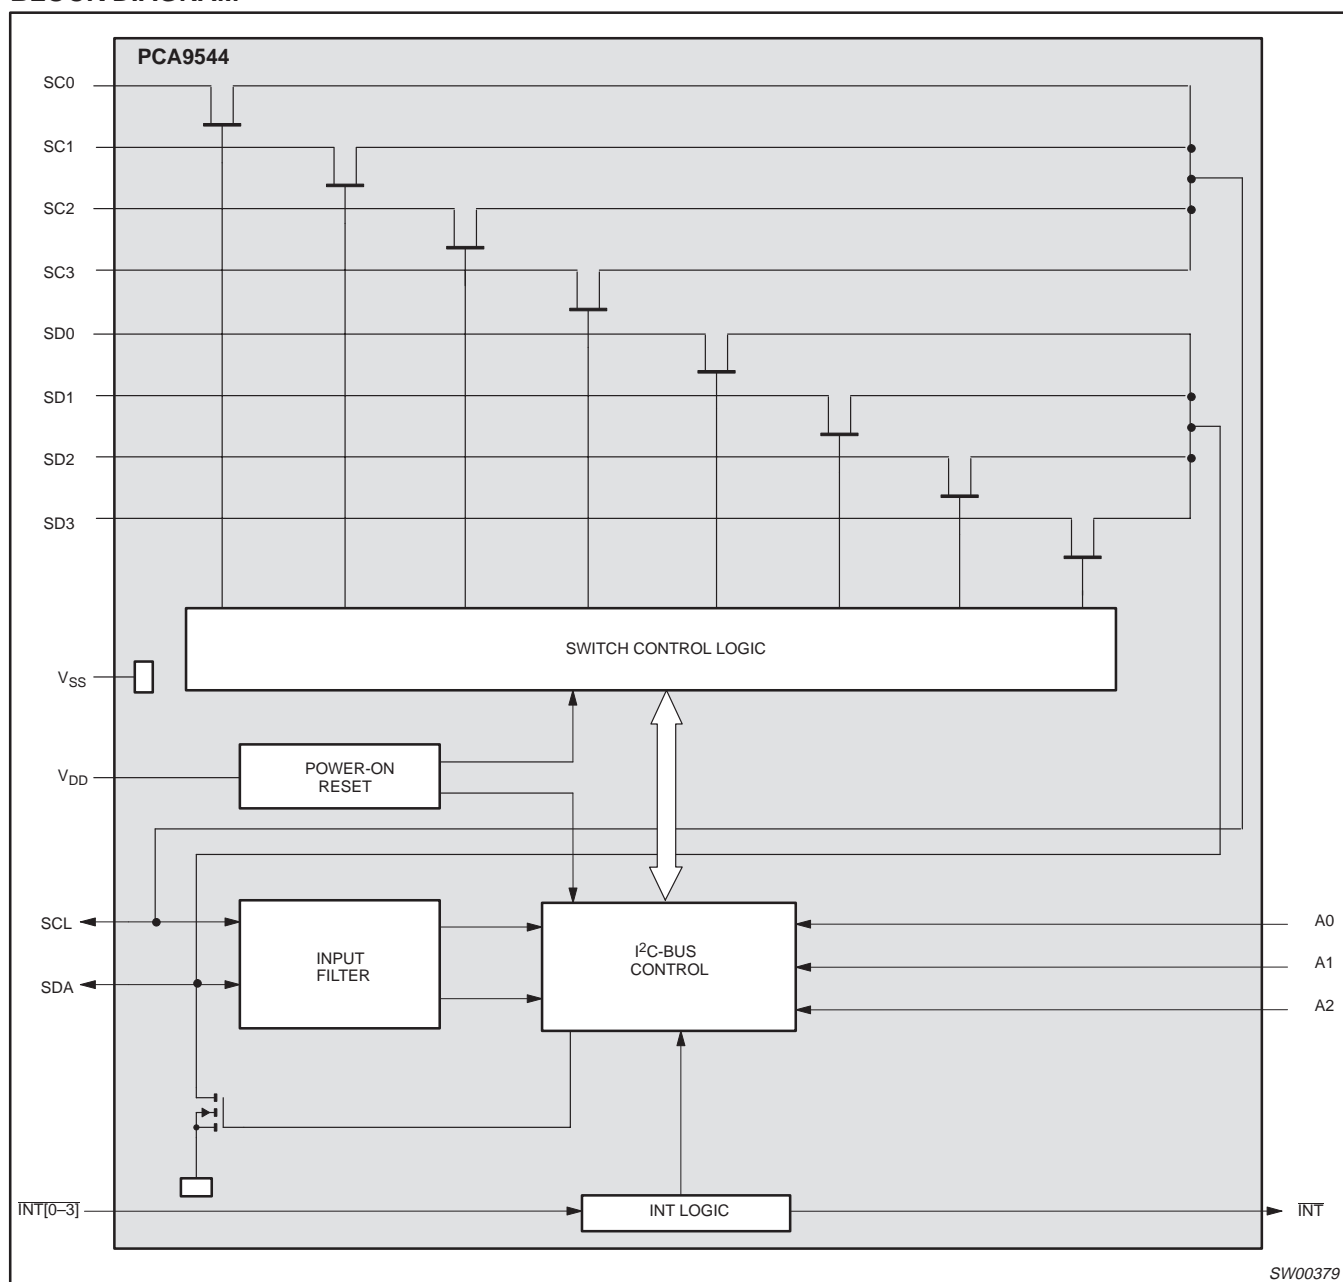 PCA9544
SC0
SC1
SC2
SC3
SD0
SD1
SD2
SD3
SWITCH CONTROL LOGIC
VSS
POWER-ON
RESET
VDD
SCL
INPUT
FILTER
I2C-BUS
CONTROL
A0
A1
A2
SDA
INT[0–3]
INT LOGIC
INT
SW00379